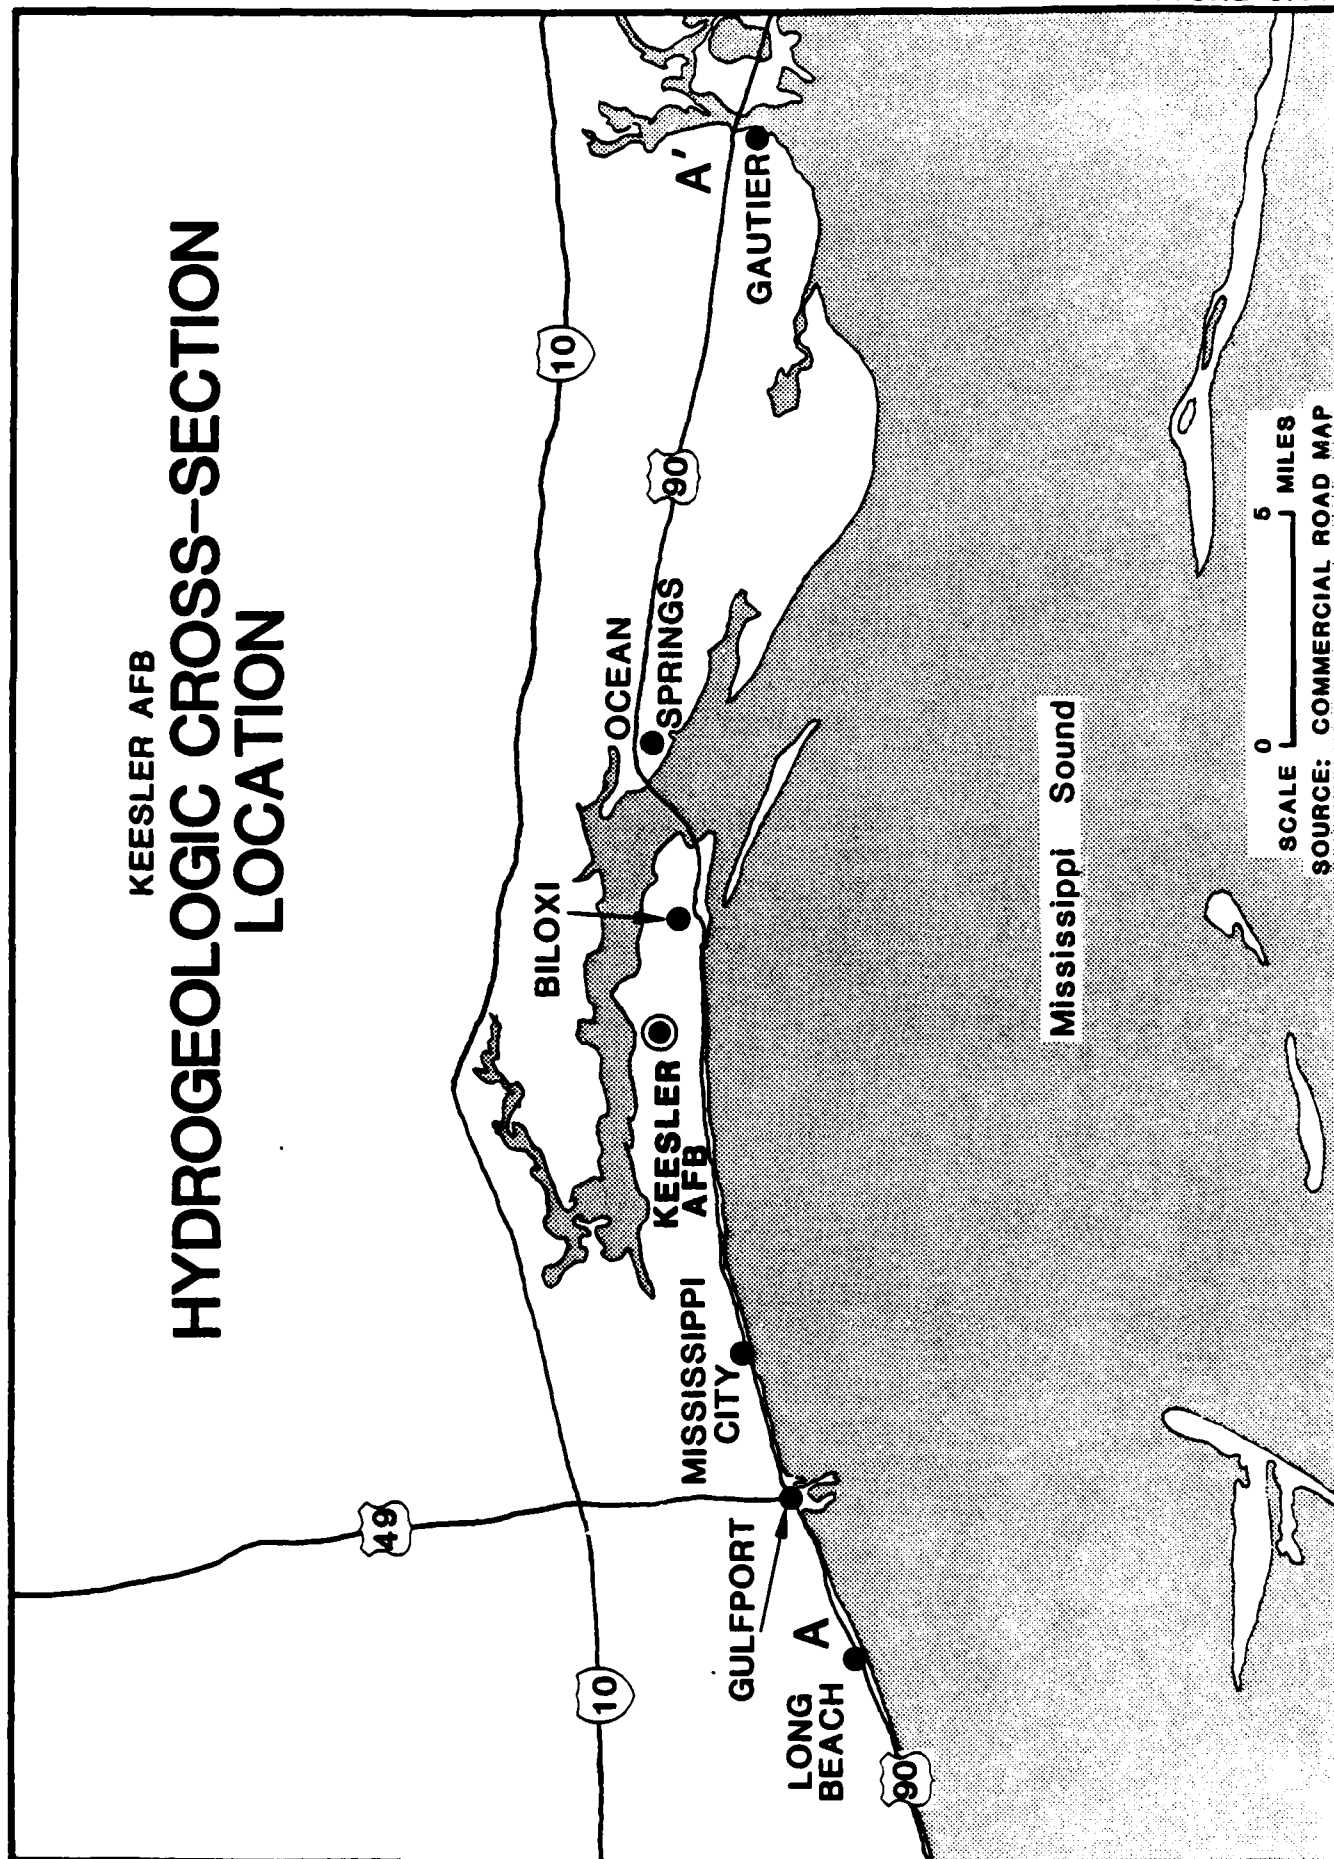 KEESLER AFB
HYDROGEOLOGIC CROSS-SECTION
LOCATION
49
10
10
BILOXI
OCEAN
SPRINGS
90
A'
GAUTIER
KEESLER
AFB
MISSISSIPPI
CITY
GULFPORT
A
LONG
BEACH
90
Mississippi Sound
SCALE 0 5 MILES
SOURCE: COMMERCIAL ROAD MAP